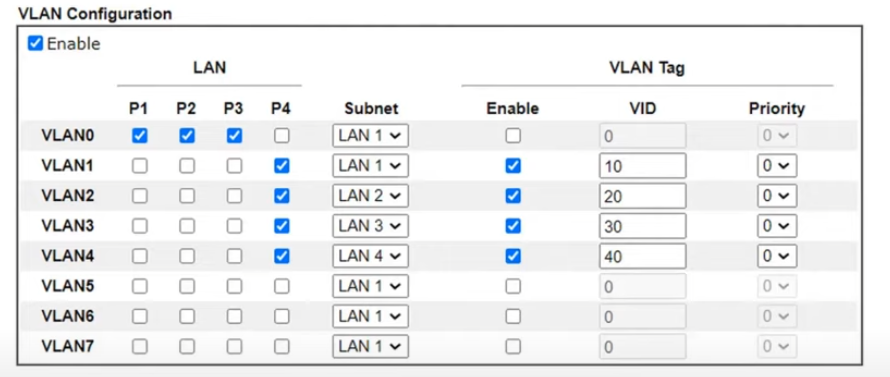 VLAN Configuration
Enable
LAN VLAN Tag
P1 P2 P3 P4 Subnet Enable VID Priority
VLAN0 LAN 1 0 0
VLAN1 LAN 1 10 0
VLAN2 LAN 2 20 0
VLAN3 LAN 3 30 0
VLAN4 LAN 4 40 0
VLAN5 LAN 1 0 0
VLAN6 LAN 1 0 0
VLAN7 LAN 1 0 0